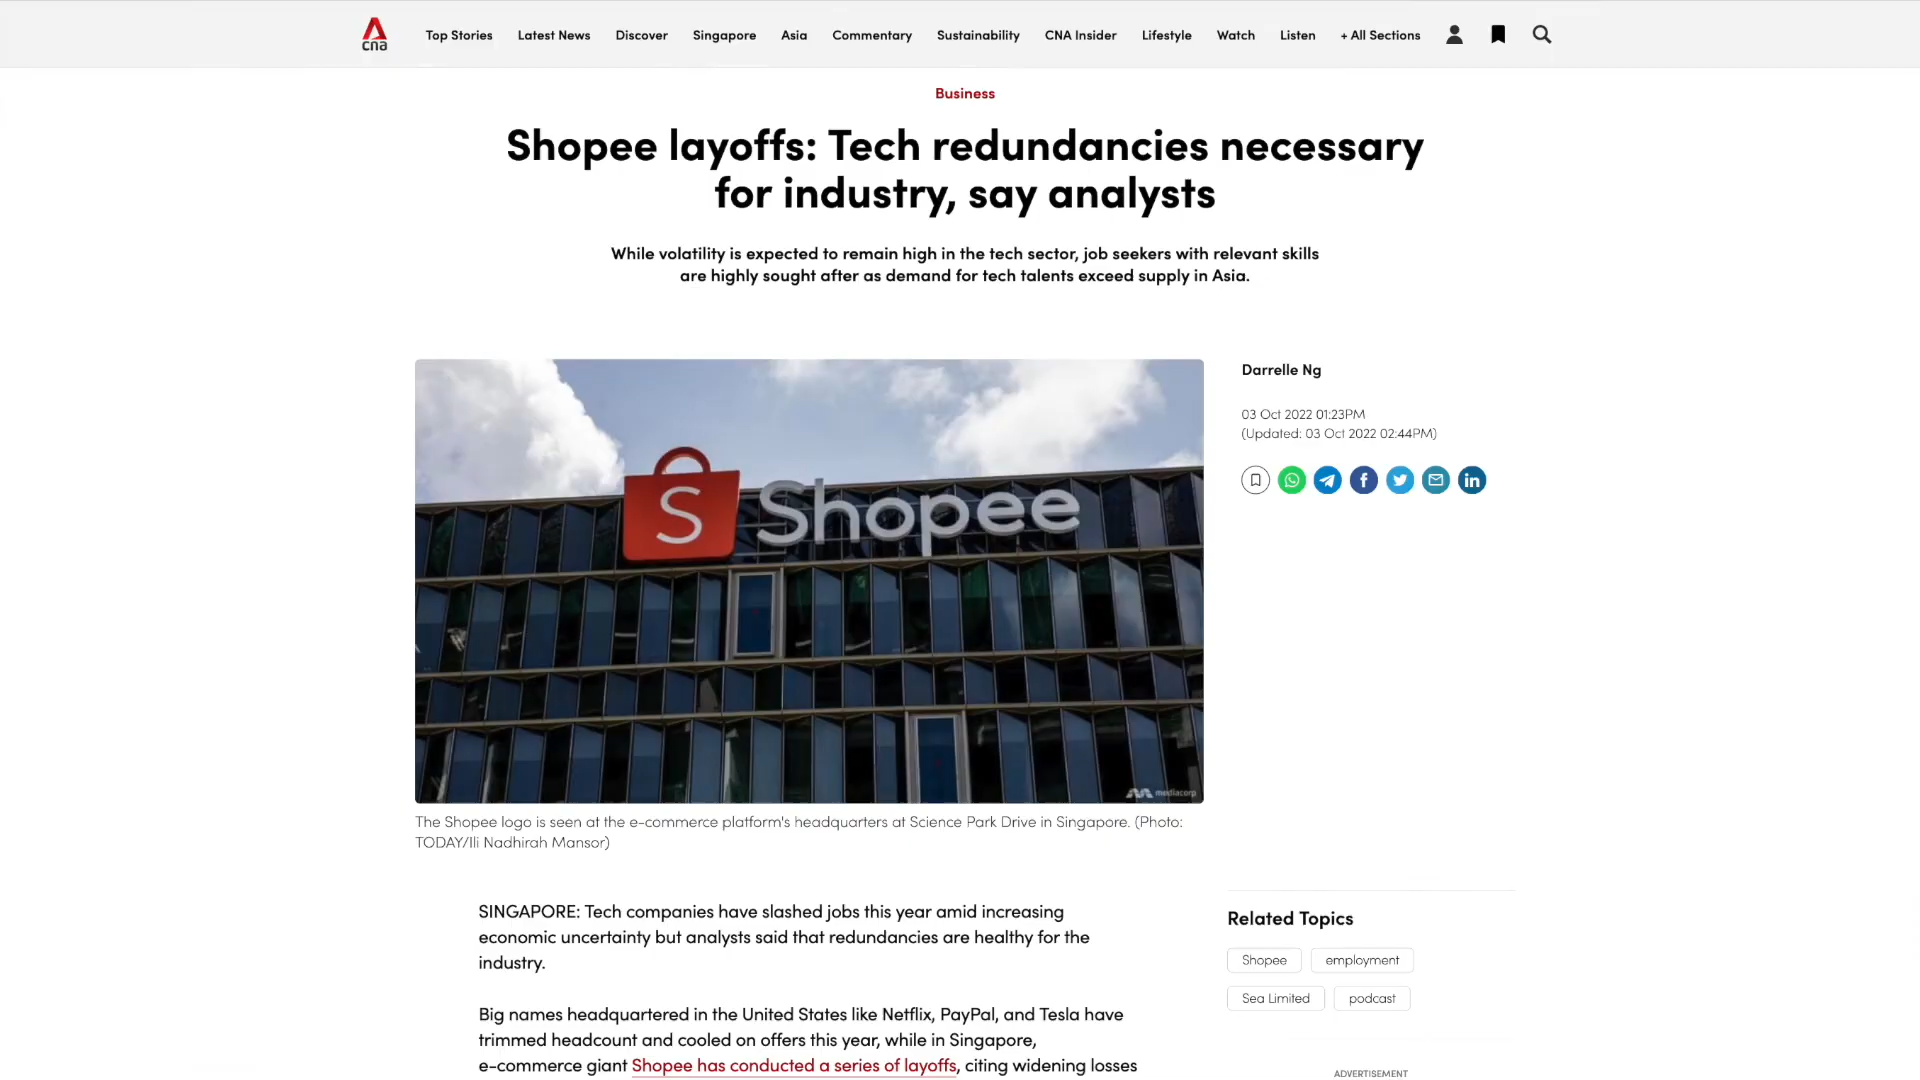 cna
Top Stories
Latest News
Discover
Singapore
Asia
Commentary
Sustainability
CNA Insider
Lifestyle
Watch
Listen
+ All Sections
Business
Shopee layoffs: Tech redundancies necessary
for industry, say analysts
While volatility is expected to remain high in the tech sector, job seekers with relevant skills
are highly sought after as demand for tech talents exceed supply in Asia.
S Shopee
mediacorp
The Shopee logo is seen at the e-commerce platform's headquarters at Science Park Drive in Singapore. (Photo:
TODAY/Ili Nadhirah Mansor)
Darrelle Ng
03 Oct 2022 01:23PM
(Updated: 03 Oct 2022 02:44PM)
SINGAPORE: Tech companies have slashed jobs this year amid increasing
economic uncertainty but analysts said that redundancies are healthy for the
industry.
Big names headquartered in the United States like Netflix, PayPal, and Tesla have
trimmed headcount and cooled on offers this year, while in Singapore,
e-commerce giant Shopee has conducted a series of layoffs, citing widening losses
Related Topics
Shopee
employment
Sea Limited
podcast
ADVERTISEMENT